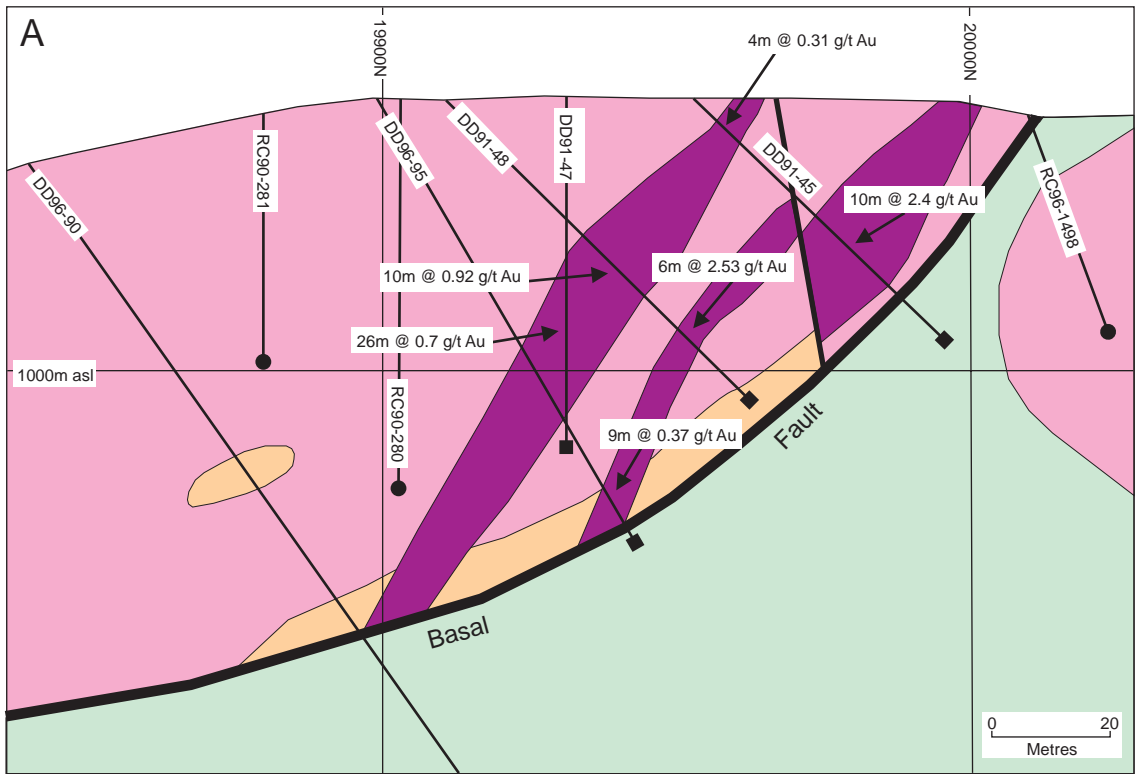 A
19900N
20000N
4m @ 0.31 g/t Au
DD96-90
RC90-281
DD96-95
DD91-48
DD91-47
DD91-45
RC96-1498
10m @ 2.4 g/t Au
6m @ 2.53 g/t Au
10m @ 0.92 g/t Au
26m @ 0.7 g/t Au
1000m asl
RC90-280
9m @ 0.37 g/t Au
Fault
Basal
0 20
Metres